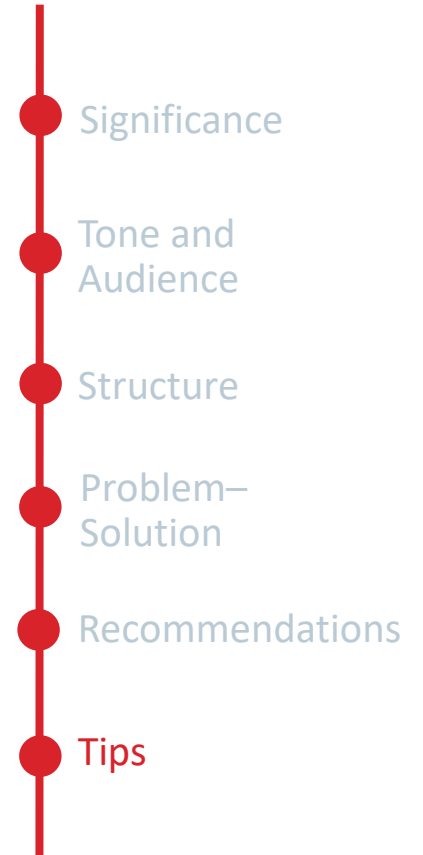 Significance
Tone and
Audience
Structure
Problem–
Solution
Recommendations
Tips